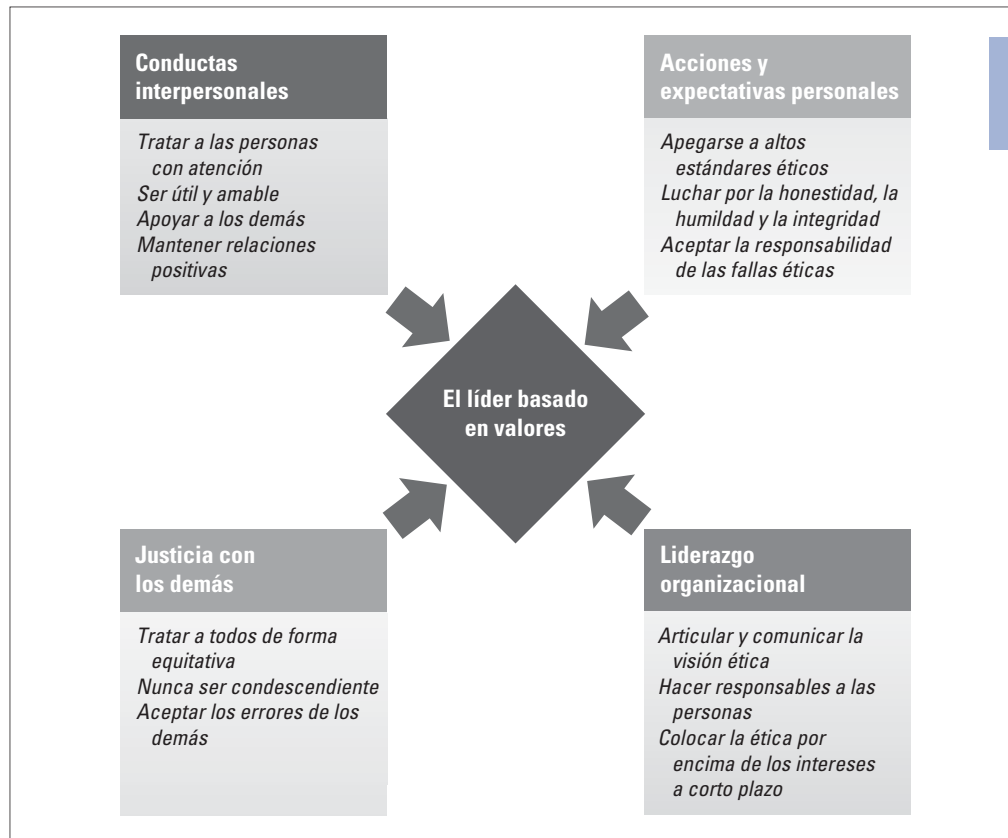 Conductas
interpersonales
Tratar a las personas
con atención
Ser útil y amable
Apoyar a los demás
Mantener relaciones
positivas
Acciones y
expectativas personales
Apegarse a altos
estándares éticos
Luchar por la honestidad, la
humildad y la integridad
Aceptar la responsabilidad
de las fallas éticas
El líder basado
en valores
Justicia con
los demás
Tratar a todos de forma
equitativa
Nunca ser condescendiente
Aceptar los errores de los
demás
Liderazgo
organizacional
Articular y comunicar la
visión ética
Hacer responsables a las
personas
Colocar la ética por
encima de los intereses
a corto plazo